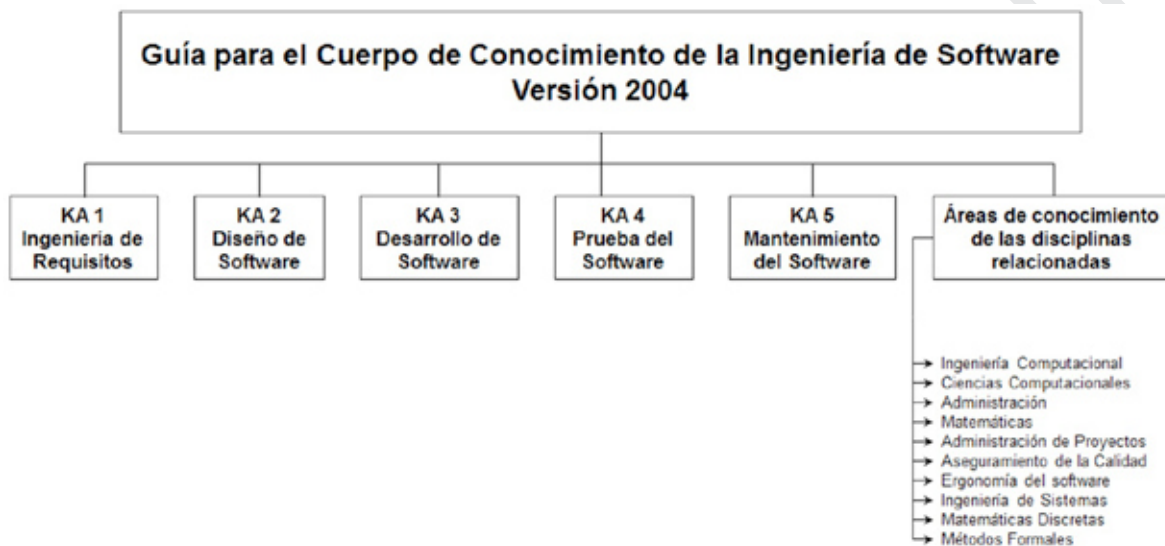 Guía para el Cuerpo de Conocimiento de la Ingeniería de Software
Versión 2004
KA 1
Ingeniería de
Requisitos
KA 2
Diseño de
Software
KA 3
Desarrollo de
Software
KA 4
Prueba del
Software
KA 5
Mantenimiento
del Software
Áreas de conocimiento
de las disciplinas
relacionadas
Ingeniería Computacional
Ciencias Computacionales
Administración
Matemáticas
Administración de Proyectos
Aseguramiento de la Calidad
Ergonomía del software
Ingeniería de Sistemas
Matemáticas Discretas
Métodos Formales